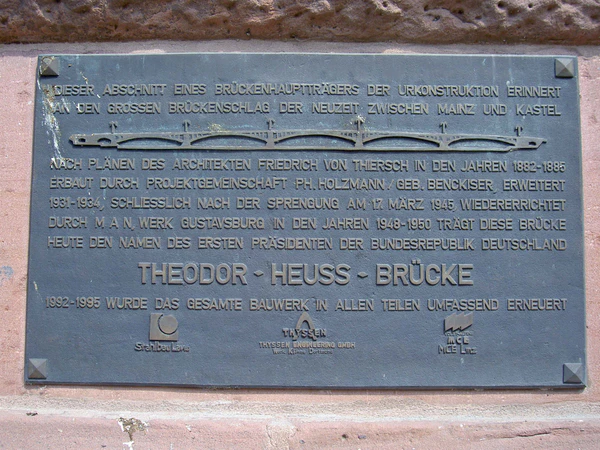 DIESER ABSCHNITT EINES BRÜCKENHAUPTTRÄGERS DER URKONSTRUKTION ERINNERT
AN DEN GROSSEN BRÜCKENSCHLAG DER NEUZEIT ZWISCHEN MAINZ UND KASTEL
NACH PLÄNEN DES ARCHITEKTEN FRIEDRICH VON THIERSCH IN DEN JAHREN 1882-1885
ERBAUT DURCH PROJEKTGEMEINSCHAFT PH. HOLZMANN / GEB. BENCKISER, ERWEITERT
1931-1934, SCHLIESSLICH NACH DER SPRENGUNG AM 17. MÄRZ 1945 WIEDERERRICHTET
DURCH M A N, WERK GUSTAVSBURG IN DEN JAHREN 1948-1950 TRÄGT DIESE BRÜCKE
HEUTE DEN NAMEN DES ERSTEN PRÄSIDENTEN DER BUNDESREPUBLIK DEUTSCHLAND
THEODOR - HEUSS - BRÜCKE
1992-1995 WURDE DAS GESAMTE BAUWERK IN ALLEN TEILEN UMFASSEND ERNEUERT
THYSSEN
THYSSEN ENGINEERING GMBH
MCE
MCE Linz